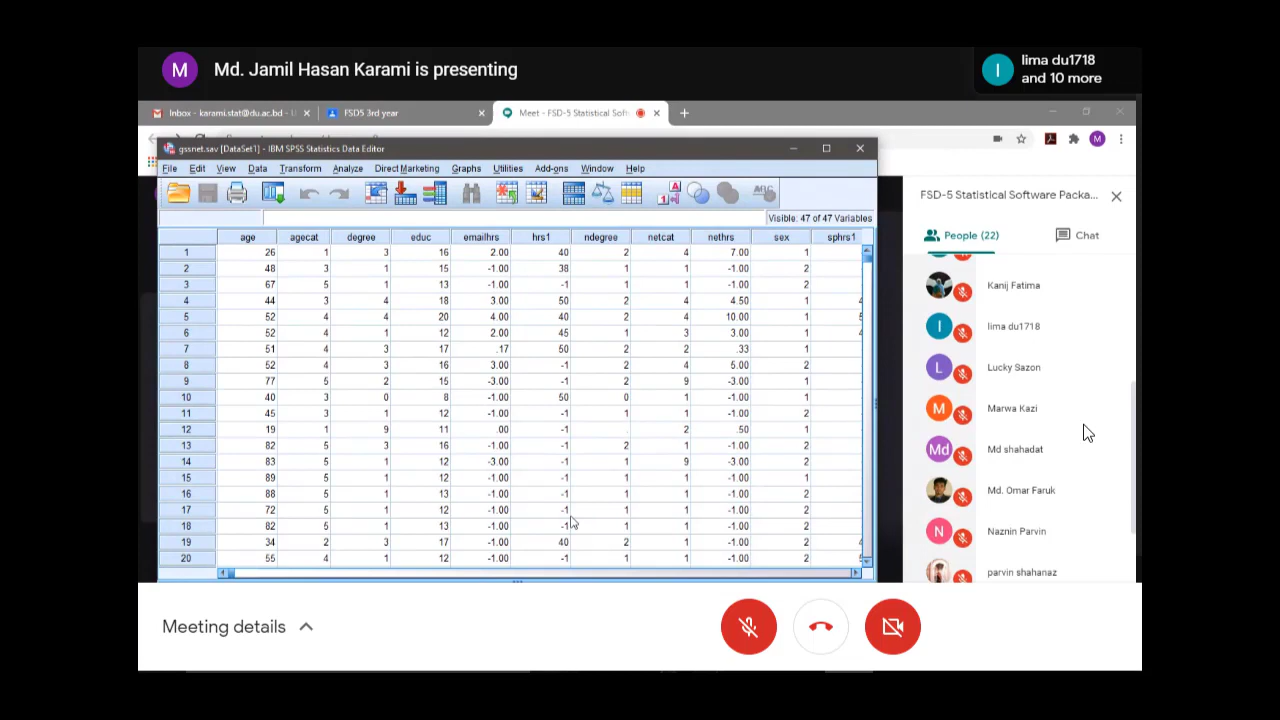 M Md. Jamil Hasan Karami is presenting
I lima du1718
and 10 more
Inbox - karami.stat@du.ac.bd - U
FSD5 3rd year
Meet - FSD-5 Statistical Soft
gssnet.sav [DataSet1] - IBM SPSS Statistics Data Editor
File Edit View Data Transform Analyze Direct Marketing Graphs Utilities Add-ons Window Help
Visible: 47 of 47 Variables
age agecat degree educ emailhrs hrs1 ndegree netcat nethrs sex sphrs1
1 26 1 3 16 2.00 40 2 4 7.00 1
2 48 3 1 15 -1.00 38 1 1 -1.00 2
3 67 5 1 13 -1.00 -1 1 1 -1.00 2
4 44 3 4 18 3.00 50 2 4 4.50 1 4
5 52 4 4 20 4.00 40 2 4 10.00 1 5
6 52 4 1 12 2.00 45 1 3 3.00 1 4
7 51 4 3 17 .17 50 2 2 .33 1
8 52 4 3 16 3.00 -1 2 4 5.00 2
9 77 5 2 15 -3.00 -1 2 9 -3.00 1
10 40 3 0 8 -1.00 50 0 1 -1.00 1
11 45 3 1 12 -1.00 -1 1 1 -1.00 2
12 19 1 9 11 .00 -1 . 2 .50 1
13 82 5 3 16 -1.00 -1 2 1 -1.00 2
14 83 5 1 12 -3.00 -1 1 9 -3.00 2
15 89 5 1 12 -1.00 -1 1 1 -1.00 1
16 88 5 1 13 -1.00 -1 1 1 -1.00 2
17 72 5 1 12 -1.00 -1 1 1 -1.00 2
18 82 5 1 13 -1.00 -1 1 1 -1.00 2
19 34 2 3 17 -1.00 40 2 1 -1.00 2 4
20 55 4 1 12 -1.00 -1 1 1 -1.00 2
FSD-5 Statistical Software Packa...
People (22) Chat
Kanij Fatima
I lima du1718
L Lucky Sazon
M Marwa Kazi
Md Md shahadat
Md. Omar Faruk
N Naznin Parvin
parvin shahanaz
Meeting details